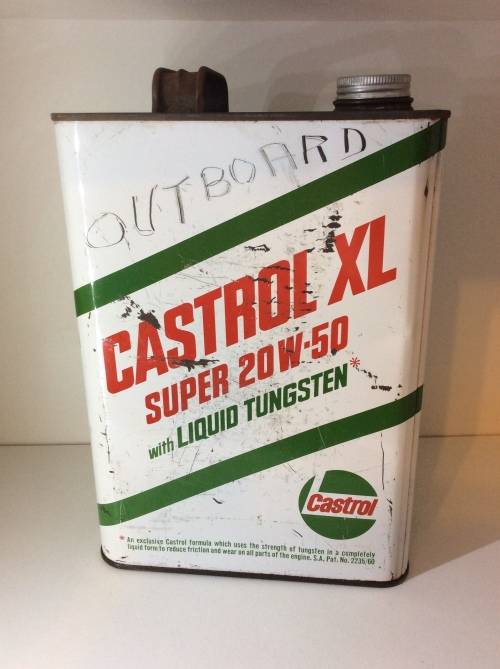 OUTBOARD
CASTROL XL
SUPER 20W-50*
with LIQUID TUNGSTEN
Castrol
* An exclusive Castrol formula which uses the strength of tungsten in a completely
liquid form to reduce friction and wear on all parts of the engine. S.A. Pat. No. 2235/60